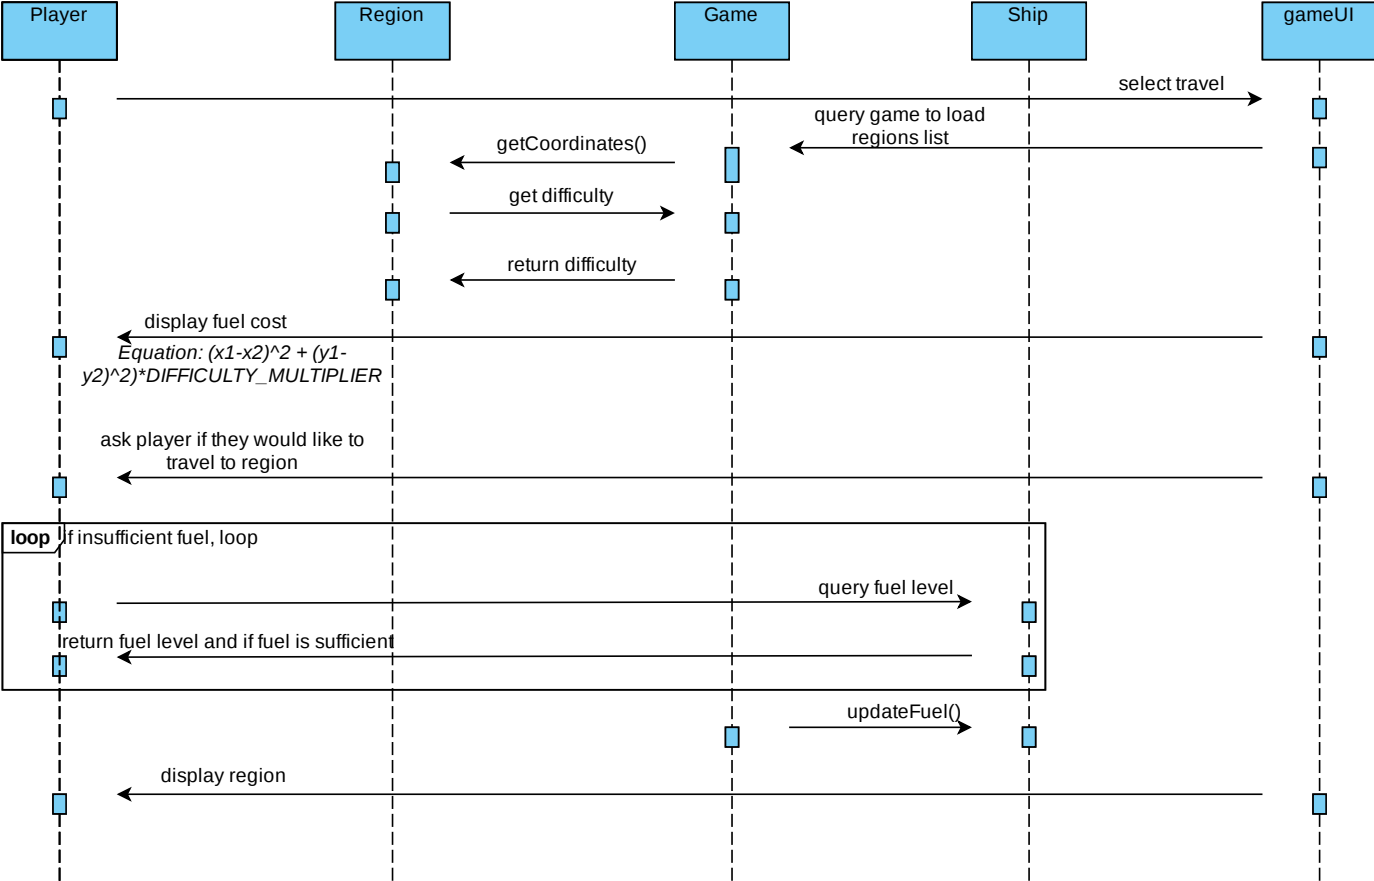 Player
Region
Game
Ship
gameUI
select travel
query game to load
regions list
getCoordinates()
get difficulty
return difficulty
display fuel cost
Equation: (x1-x2)^2 + (y1-
y2)^2)*DIFFICULTY_MULTIPLIER
ask player if they would like to
travel to region
loop
if insufficient fuel, loop
query fuel level
return fuel level and if fuel is sufficient
updateFuel()
display region